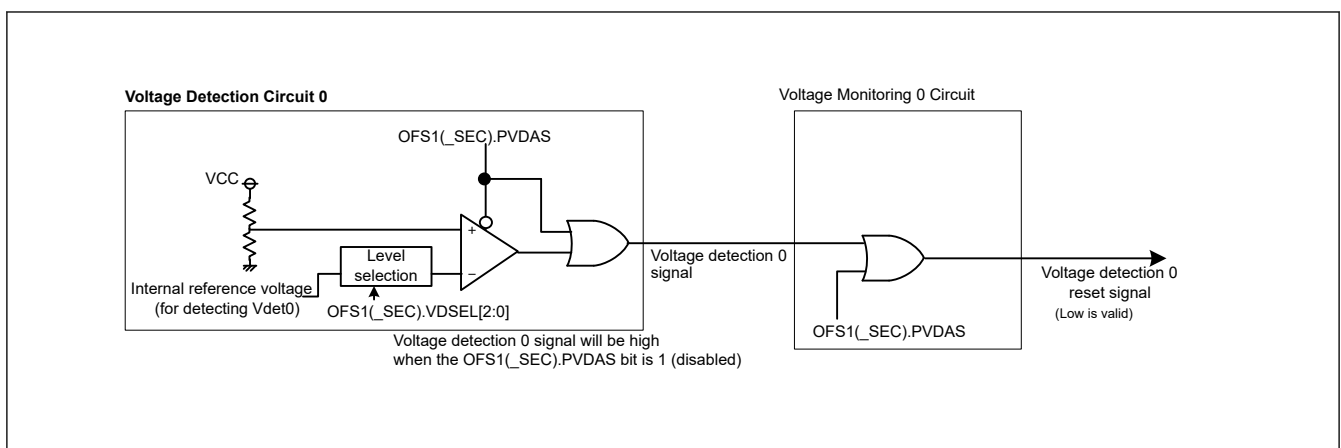 Voltage Detection Circuit 0
Voltage Monitoring 0 Circuit
OFS1(_SEC).PVDAS
VCC
+
Level
selection
−
Internal reference voltage
(for detecting Vdet0)
OFS1(_SEC).VDSEL[2:0]
Voltage detection 0
signal
Voltage detection 0 signal will be high
when the OFS1(_SEC).PVDAS bit is 1 (disabled)
OFS1(_SEC).PVDAS
Voltage detection 0
reset signal
(Low is valid)